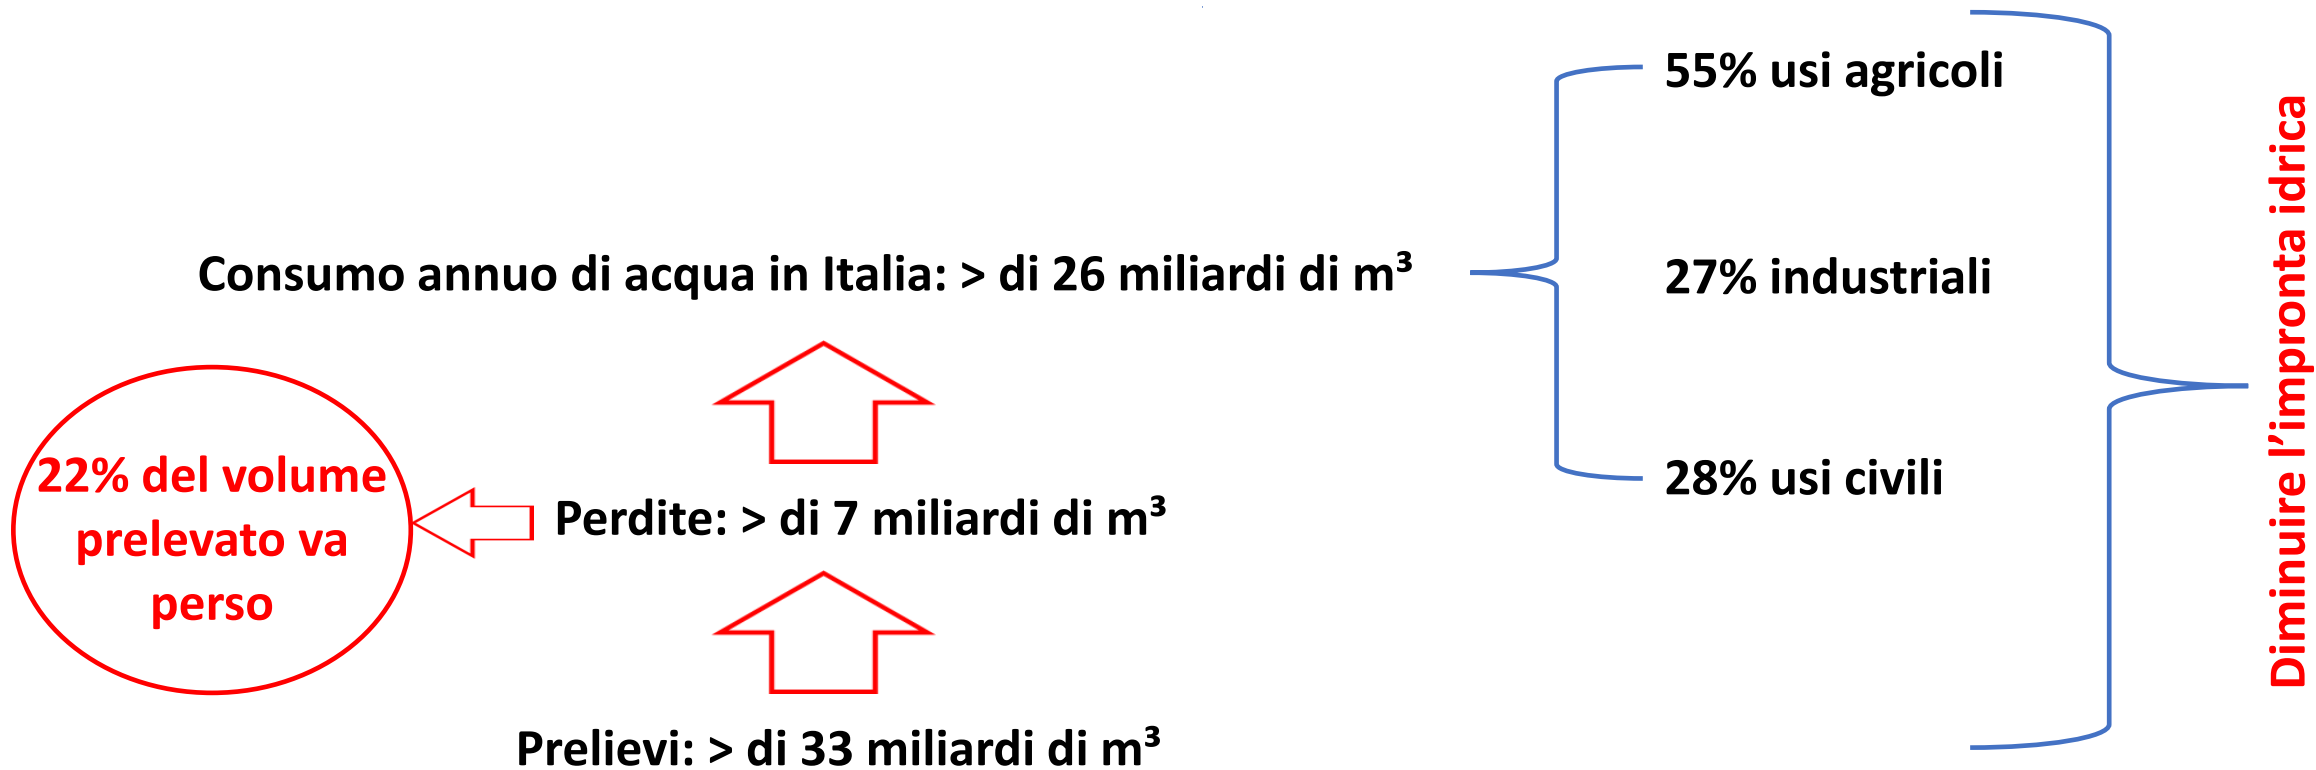 55% usi agricoli
Consumo annuo di acqua in Italia: > di 26 miliardi di m³
27% industriali
28% usi civili
22% del volume
prelevato va
perso
Perdite: > di 7 miliardi di m³
Prelievi: > di 33 miliardi di m³
Diminuire l’impronta idrica